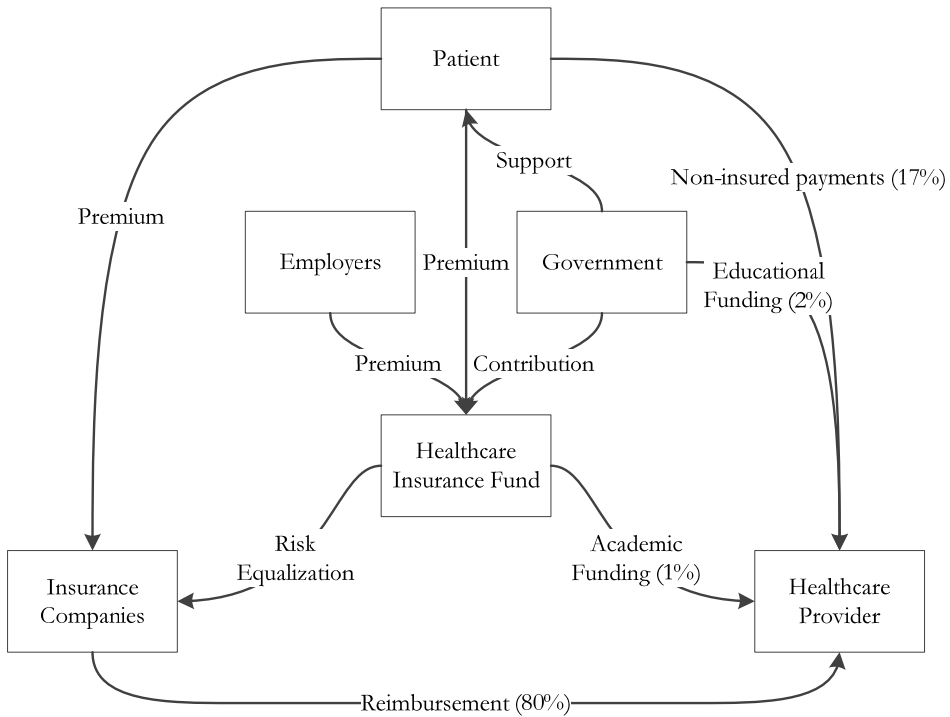 Patient
Support
Non-insured payments (17%)
Premium
Employers
Premium
Government
Educational
Funding (2%)
Premium
Contribution
Healthcare
Insurance Fund
Risk
Equalization
Academic
Funding (1%)
Insurance
Companies
Healthcare
Provider
Reimbursement (80%)